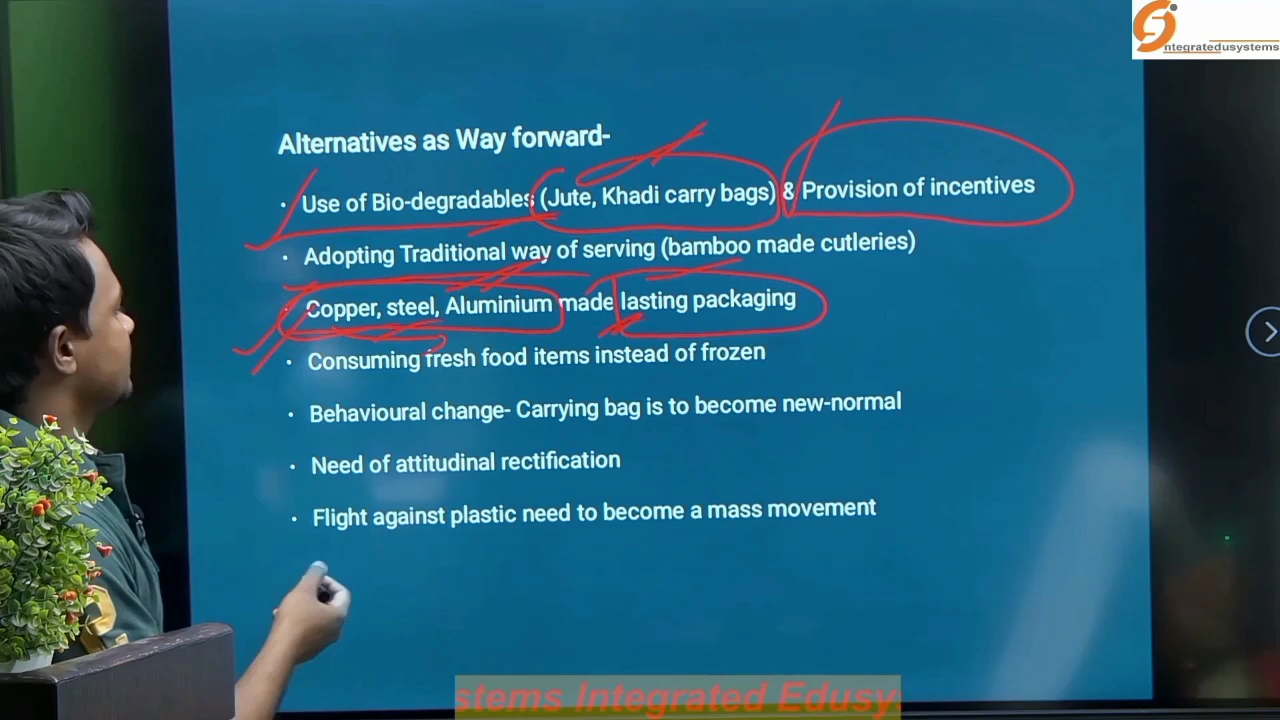 ntegratedusystems
Alternatives as Way forward-
· Use of Bio-degradables (Jute, Khadi carry bags) & Provision of incentives
· Adopting Traditional way of serving (bamboo made cutleries)
· Copper, steel, Aluminium made lasting packaging
· Consuming fresh food items instead of frozen
· Behavioural change- Carrying bag is to become new-normal
· Need of attitudinal rectification
· Flight against plastic need to become a mass movement
stems Integrated Edusy